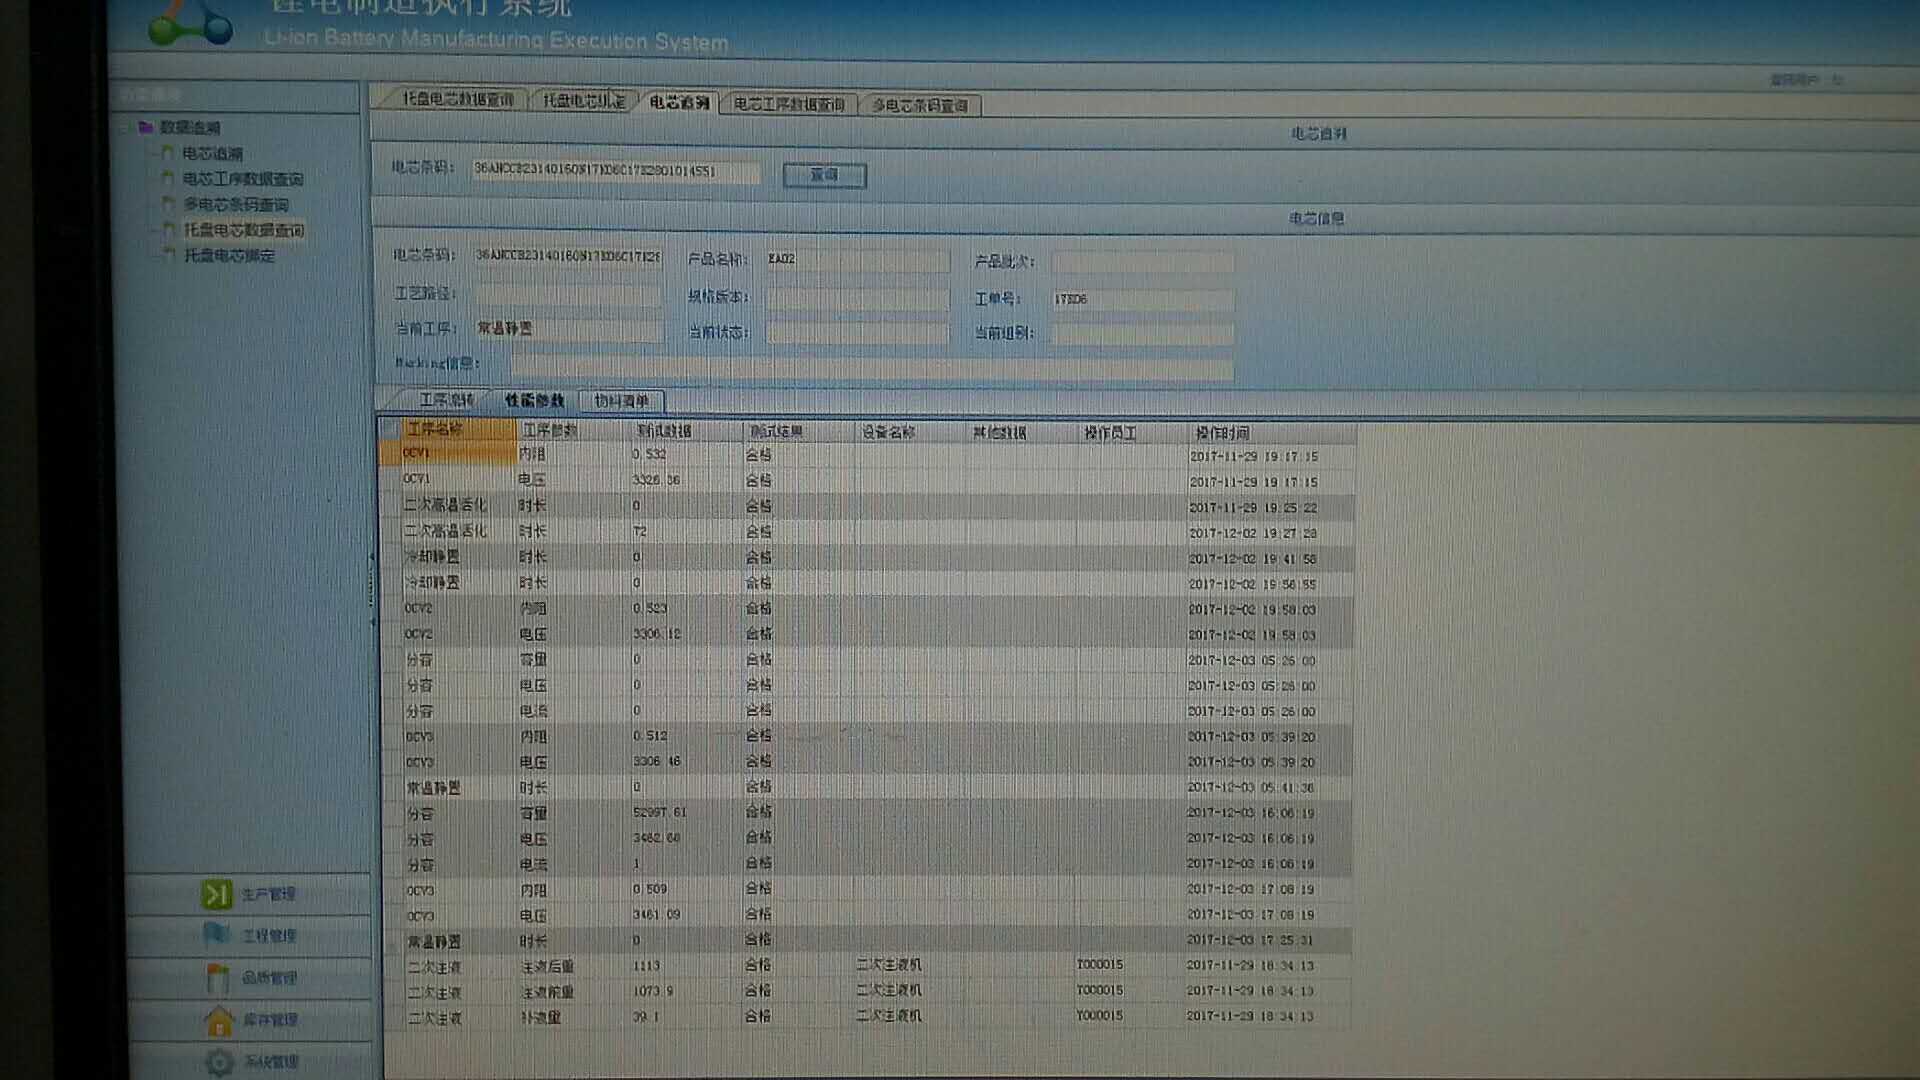 锂电制造执行系统
Li-ion Battery Manufacturing Execution System
托盘电芯数据查询 托盘电芯绑定 电芯追溯 电芯工序数据查询 多电芯条码查询
数据追溯
电芯追溯
电芯工序数据查询
多电芯条码查询
托盘电芯数据查询
托盘电芯绑定
电芯追溯
电芯条码： 查询
电芯信息
电芯条码： 产品名称： EA02 产品批次：
工艺路径： 规格版本： 工单号： 17KD6
当前工序： 常温静置 当前状态： 当前组别：
Marking信息：
工序流转 性能参数 物料清单
工序名称 工序参数 测试数据 测试结果 设备名称 其他数据 操作员工 操作时间
OCV1 内阻 0.532 合格 2017-11-29 19:17:15
OCV1 电压 3326.36 合格 2017-11-29 19:17:15
二次高温活化 时长 0 合格 2017-11-29 19:25:22
二次高温活化 时长 72 合格 2017-12-02 19:27:28
冷却静置 时长 0 合格 2017-12-02 19:41:58
冷却静置 时长 0 合格 2017-12-02 19:56:55
OCV2 内阻 0.523 合格 2017-12-02 19:58:03
OCV2 电压 3306.12 合格 2017-12-02 19:58:03
分容 容量 0 合格 2017-12-03 05:26:00
分容 电压 0 合格 2017-12-03 05:26:00
分容 电流 0 合格 2017-12-03 05:26:00
OCV3 内阻 0.512 合格 2017-12-03 05:39:20
OCV3 电压 3306.46 合格 2017-12-03 05:39:20
常温静置 时长 0 合格 2017-12-03 05:41:36
分容 容量 52997.61 合格 2017-12-03 16:06:19
分容 电压 3462.68 合格 2017-12-03 16:06:19
分容 电流 1 合格 2017-12-03 16:06:19
OCV3 内阻 0.509 合格 2017-12-03 17:08:19
OCV3 电压 3461.09 合格 2017-12-03 17:08:19
常温静置 时长 0 合格 2017-12-03 17:25:31
二次注液 注液后重 1113 合格 二次注液机 Y000015 2017-11-29 18:34:13
二次注液 注液前重 1073.9 合格 二次注液机 Y000015 2017-11-29 18:34:13
二次注液 补液量 39.1 合格 二次注液机 Y000015 2017-11-29 18:34:13
生产管理
工程管理
品质管理
库存管理
系统管理